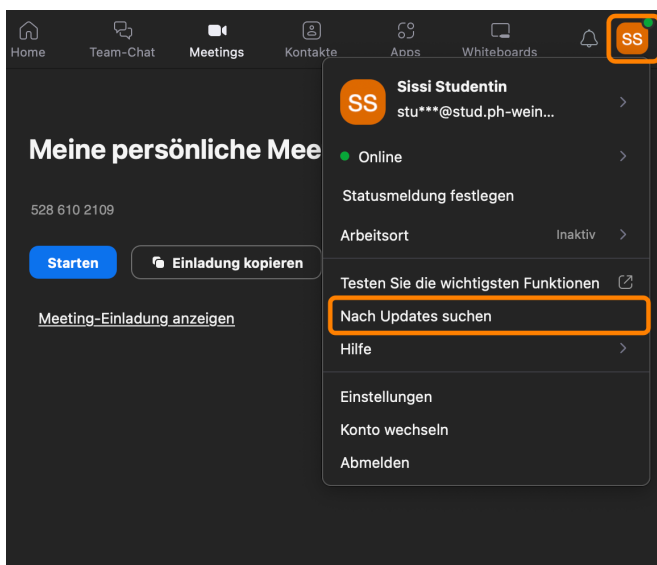 Home
Team-Chat
Meetings
Kontakte
Apps
Whiteboards
SS
SS
Sissi Studentin
stu***@stud.ph-wein...
Meine persönliche Mee
Online
528 610 2109
Statusmeldung festlegen
Arbeitsort Inaktiv
Starten
Einladung kopieren
Testen Sie die wichtigsten Funktionen
Meeting-Einladung anzeigen
Nach Updates suchen
Hilfe
Einstellungen
Konto wechseln
Abmelden